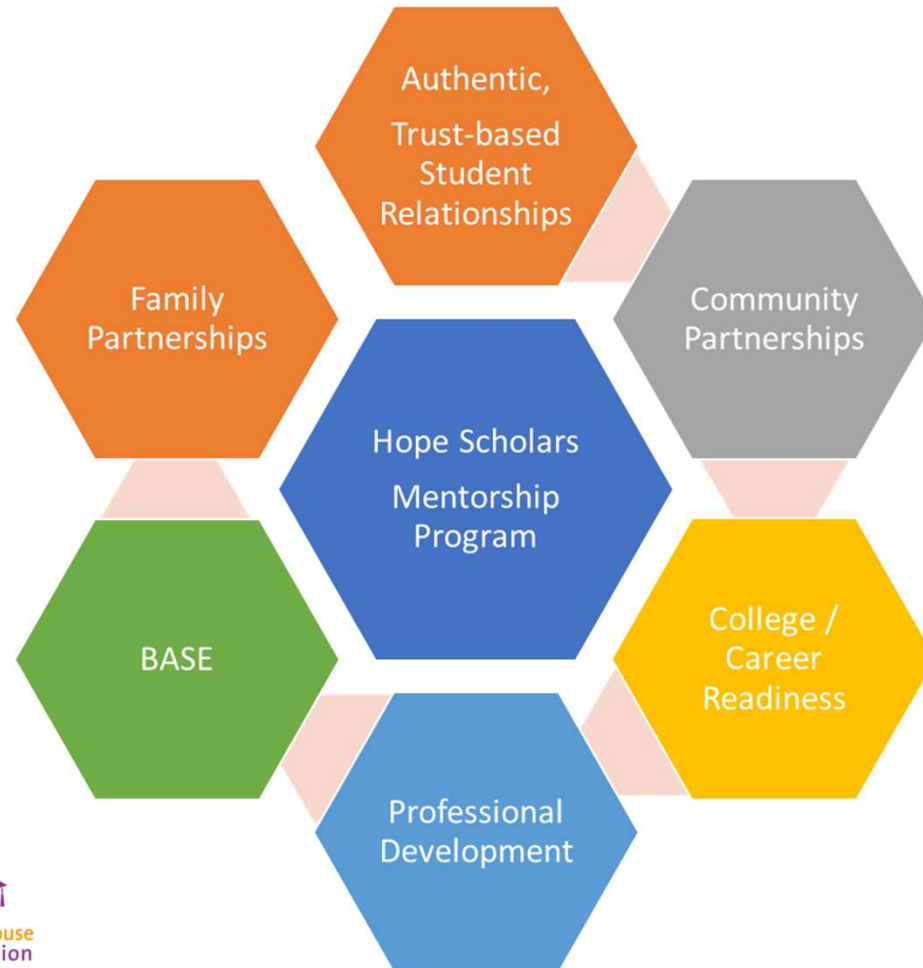 Authentic,
Trust-based
Student
Relationships
Family
Partnerships
Community
Partnerships
Hope Scholars
Mentorship
Program
BASE
College /
Career
Readiness
Professional
Development